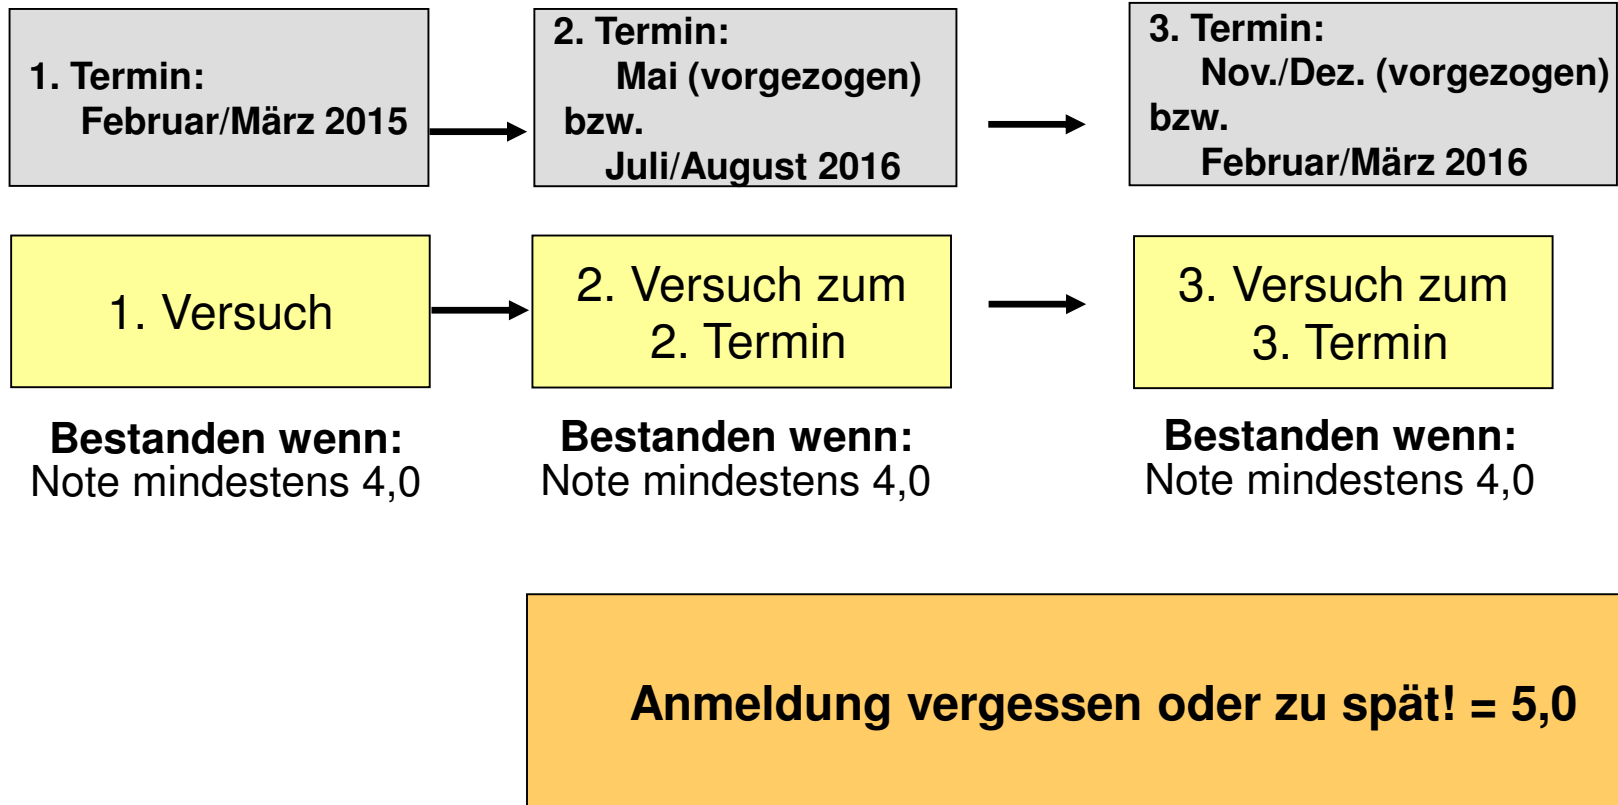 1. Termin:
Februar/März 2015
2. Termin:
Mai (vorgezogen)
bzw.
Juli/August 2016
3. Termin:
Nov./Dez. (vorgezogen)
bzw.
Februar/März 2016
1. Versuch
2. Versuch zum
2. Termin
3. Versuch zum
3. Termin
Bestanden wenn:
Note mindestens 4,0
Bestanden wenn:
Note mindestens 4,0
Bestanden wenn:
Note mindestens 4,0
Anmeldung vergessen oder zu spät! = 5,0